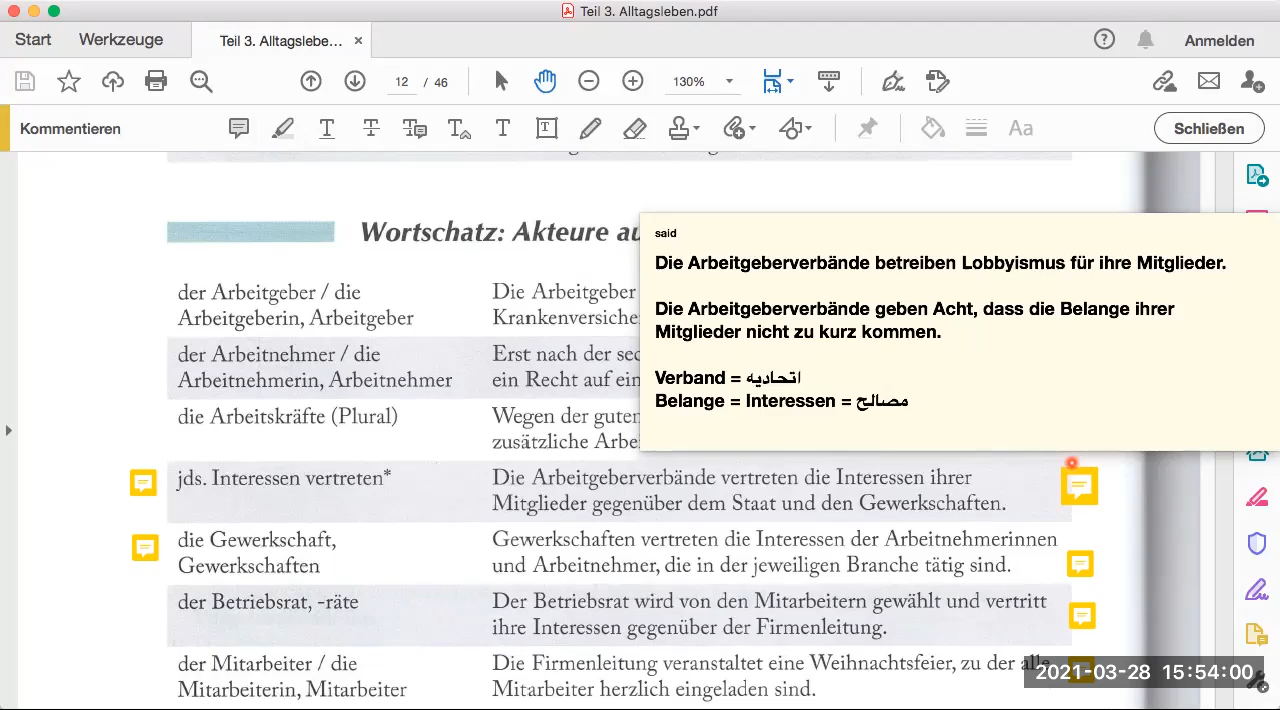 Teil 3. Alltagsleben.pdf
Start
Werkzeuge
Teil 3. Alltagslebe... ×
?
Anmelden
12 / 46
130%
Kommentieren
Aa
Schließen
Wortschatz: Akteure au
der Arbeitgeber / die
Arbeitgeberin, Arbeitgeber
Die Arbeitgeber
Krankenversiche
der Arbeitnehmer / die
Arbeitnehmerin, Arbeitnehmer
Erst nach der sec
ein Recht auf ein
die Arbeitskräfte (Plural)
Wegen der guten
zusätzliche Arbei
said
Die Arbeitgeberverbände betreiben Lobbyismus für ihre Mitglieder.
Die Arbeitgeberverbände geben Acht, dass die Belange ihrer
Mitglieder nicht zu kurz kommen.
Verband = اتحادیه
Belange = Interessen = مصالح
jds. Interessen vertreten*
Die Arbeitgeberverbände vertreten die Interessen ihrer
Mitglieder gegenüber dem Staat und den Gewerkschaften.
die Gewerkschaft,
Gewerkschaften
Gewerkschaften vertreten die Interessen der Arbeitnehmerinnen
und Arbeitnehmer, die in der jeweiligen Branche tätig sind.
der Betriebsrat, -räte
Der Betriebsrat wird von den Mitarbeitern gewählt und vertritt
ihre Interessen gegenüber der Firmenleitung.
der Mitarbeiter / die
Mitarbeiterin, Mitarbeiter
Die Firmenleitung veranstaltet eine Weihnachtsfeier, zu der alle
Mitarbeiter herzlich eingeladen sind.
2021-03-28 15:54:00